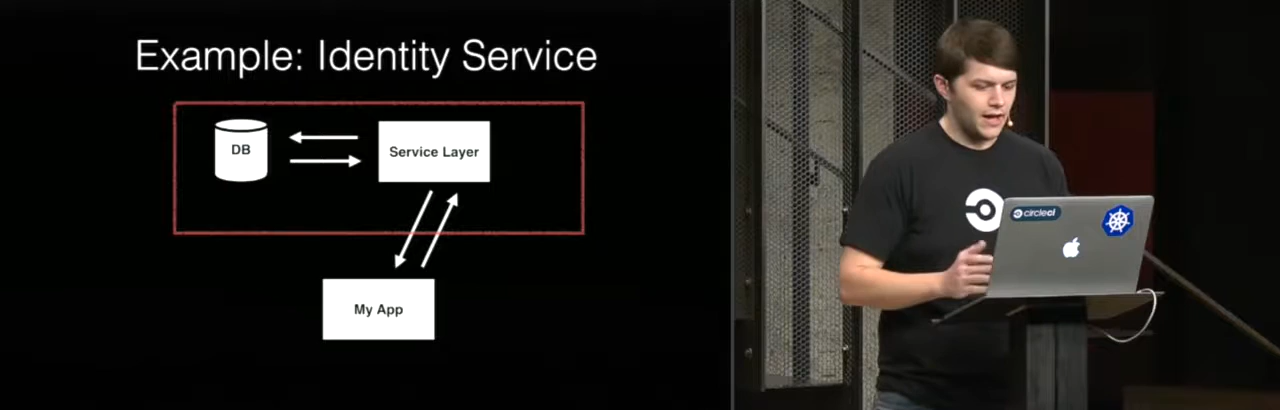 Example: Identity Service
DB
Service Layer
My App
circleci